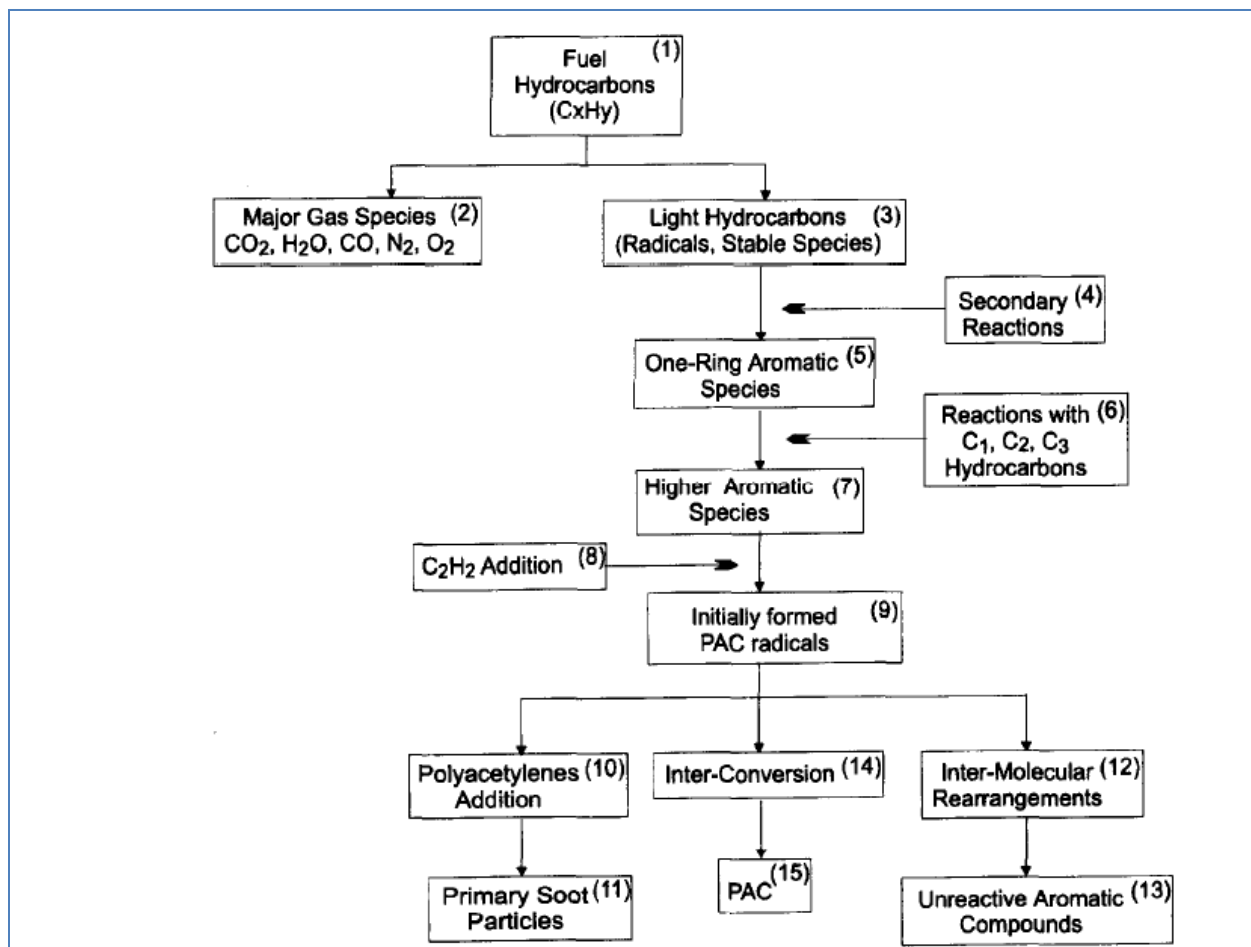 Fuel (1)
Hydrocarbons
(CxHy)
Major Gas Species (2)
CO₂, H₂O, CO, N₂, O₂
Light Hydrocarbons (3)
(Radicals, Stable Species)
Secondary (4)
Reactions
One-Ring Aromatic (5)
Species
Reactions with (6)
C₁, C₂, C₃
Hydrocarbons
Higher Aromatic (7)
Species
C₂H₂ Addition (8)
Initially formed (9)
PAC radicals
Polyacetylenes (10)
Addition
Inter-Conversion (14)
Inter-Molecular (12)
Rearrangements
Primary Soot (11)
Particles
PAC (15)
Unreactive Aromatic (13)
Compounds